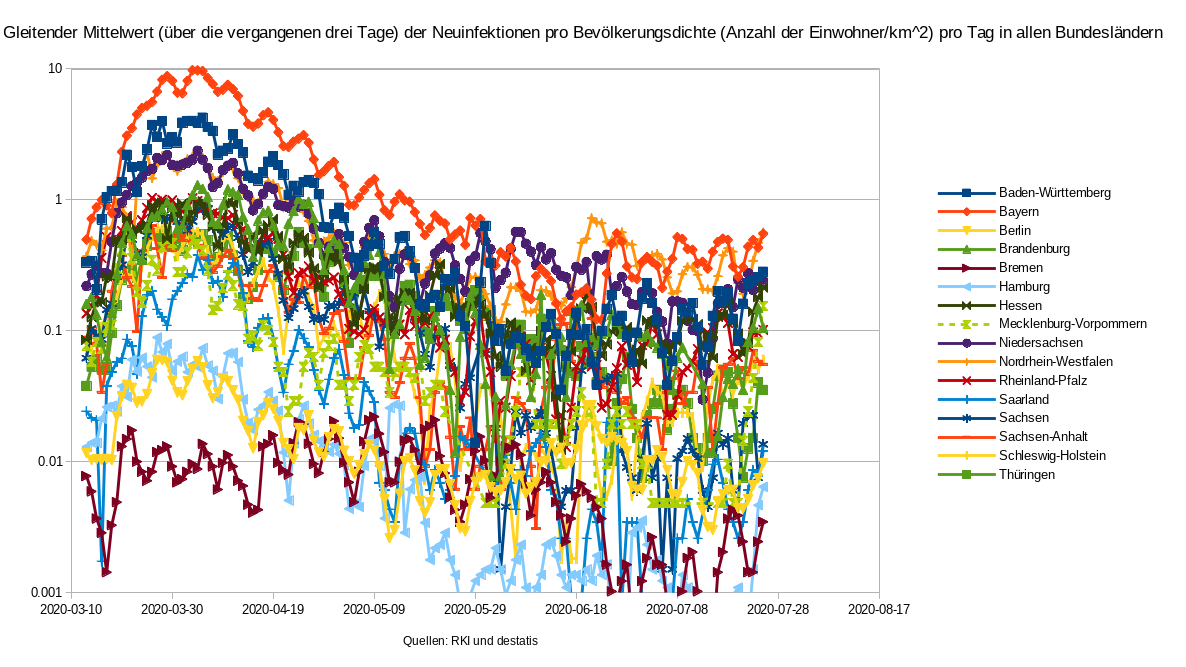 Gleitender Mittelwert (über die vergangenen drei Tage) der Neuinfektionen pro Bevölkerungsdichte (Anzahl der Einwohner/km^2) pro Tag in allen Bundesländern
10
1
0.1
0.01
0.001
2020-03-10 2020-03-30 2020-04-19 2020-05-09 2020-05-29 2020-06-18 2020-07-08 2020-07-28 2020-08-17
Quellen: RKI und destatis
Baden-Württemberg
Bayern
Berlin
Brandenburg
Bremen
Hamburg
Hessen
Mecklenburg-Vorpommern
Niedersachsen
Nordrhein-Westfalen
Rheinland-Pfalz
Saarland
Sachsen
Sachsen-Anhalt
Schleswig-Holstein
Thüringen